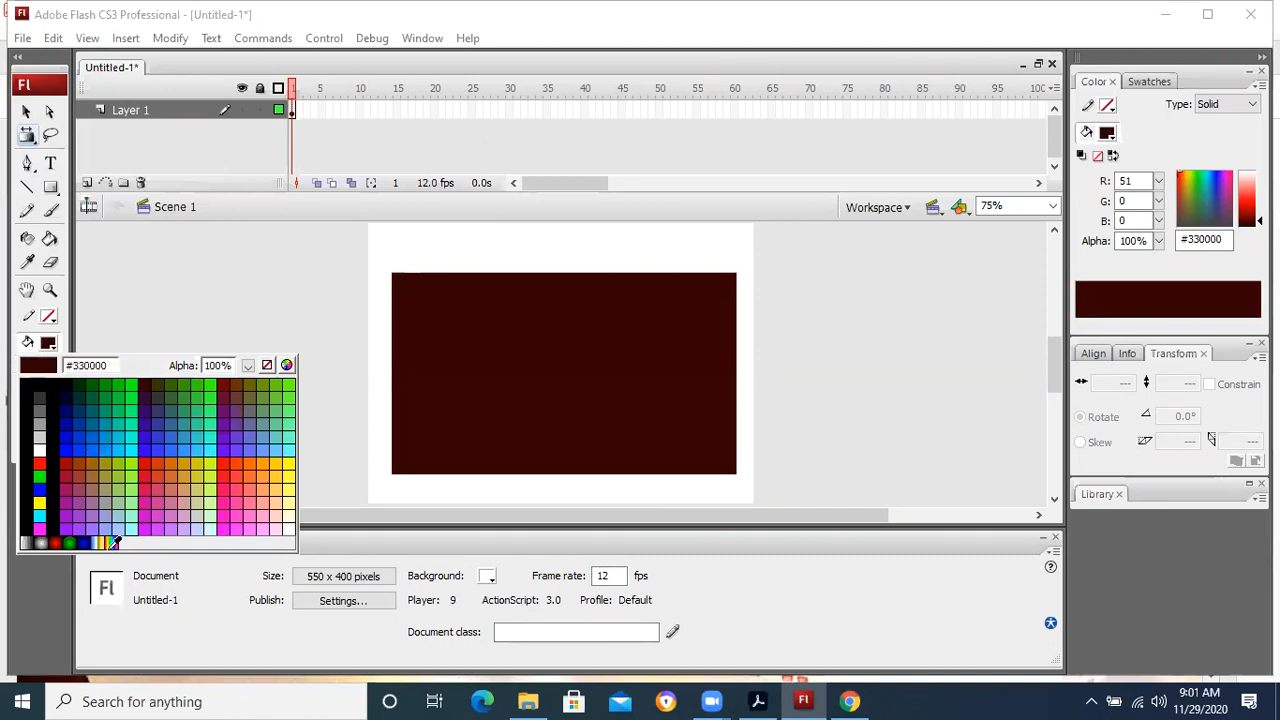 Fl Adobe Flash CS3 Professional - [Untitled-1*]
File Edit View Insert Modify Text Commands Control Debug Window Help
Untitled-1*
Fl
1 5 10 15 20 25 30 35 40 45 50 55 60 65 70 75 80 85 90 95 100
Layer 1
1 12.0 fps 0.0s
Scene 1 Workspace 75%
Color Swatches
Type: Solid
R: 51
G: 0
B: 0
Alpha: 100% #330000
#330000 Alpha: 100%
Align Info Transform
--- --- Constrain
Rotate 0.0°
Skew --- ---
Library
Fl Document Size: 550 x 400 pixels Background: Frame rate: 12 fps
Untitled-1 Publish: Settings... Player: 9 ActionScript: 3.0 Profile: Default
Document class:
Search for anything
Fl
9:01 AM
11/29/2020